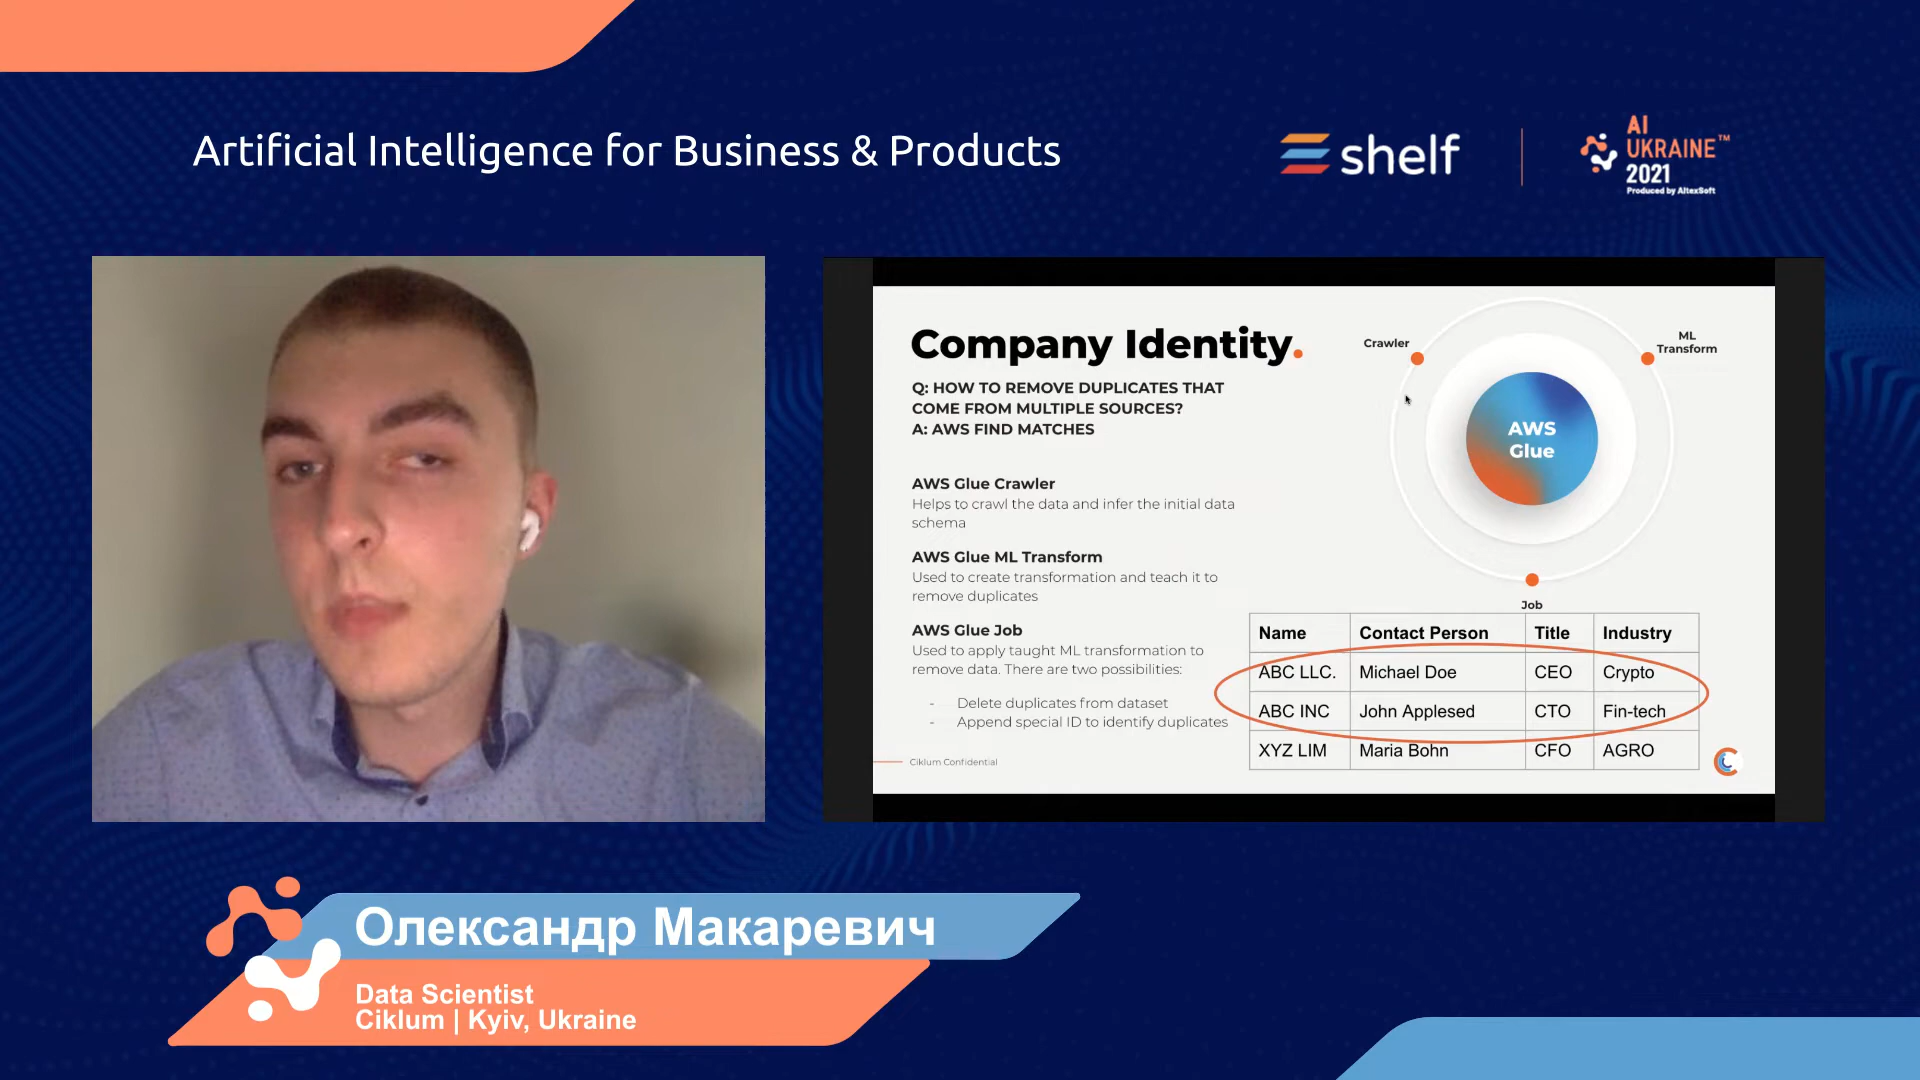 Artificial Intelligence for Business & Products
shelf
AI
UKRAINE™
2021
Produced by AltexSoft
Company Identity.
Q: HOW TO REMOVE DUPLICATES THAT
COME FROM MULTIPLE SOURCES?
A: AWS FIND MATCHES
AWS Glue Crawler
Helps to crawl the data and infer the initial data
schema
AWS Glue ML Transform
Used to create transformation and teach it to
remove duplicates
AWS Glue Job
Used to apply taught ML transformation to
remove data. There are two possibilities:
- Delete duplicates from dataset
- Append special ID to identify duplicates
Ciklum Confidential
Crawler
ML
Transform
AWS
Glue
Job
Name Contact Person Title Industry
ABC LLC. Michael Doe CEO Crypto
ABC INC John Applesed CTO Fin-tech
XYZ LIM Maria Bohn CFO AGRO
Олександр Макаревич
Data Scientist
Ciklum | Kyiv, Ukraine